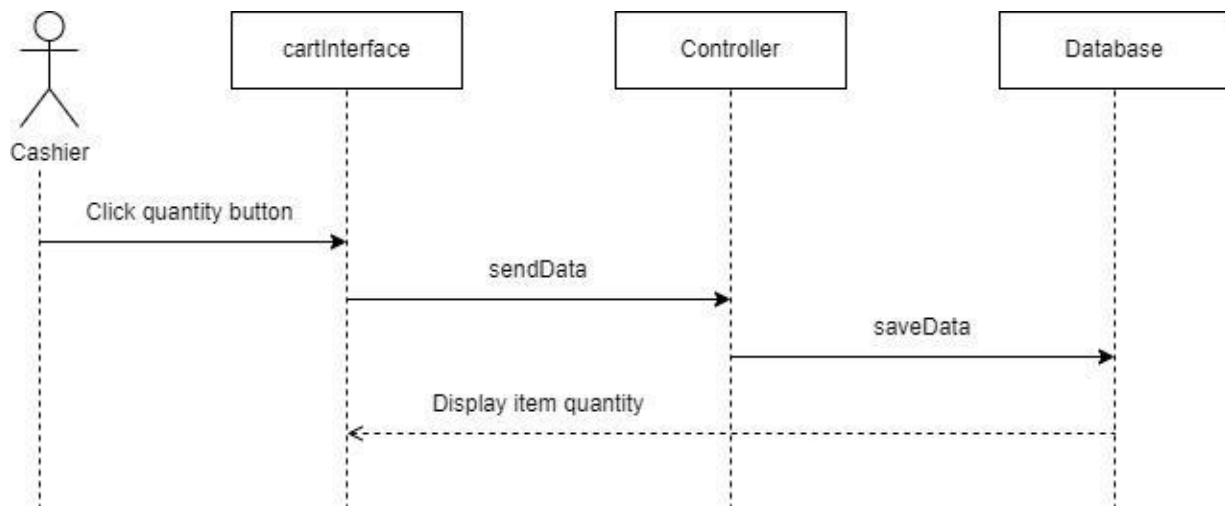 cartInterface
Controller
Database
Cashier
Click quantity button
sendData
saveData
Display item quantity